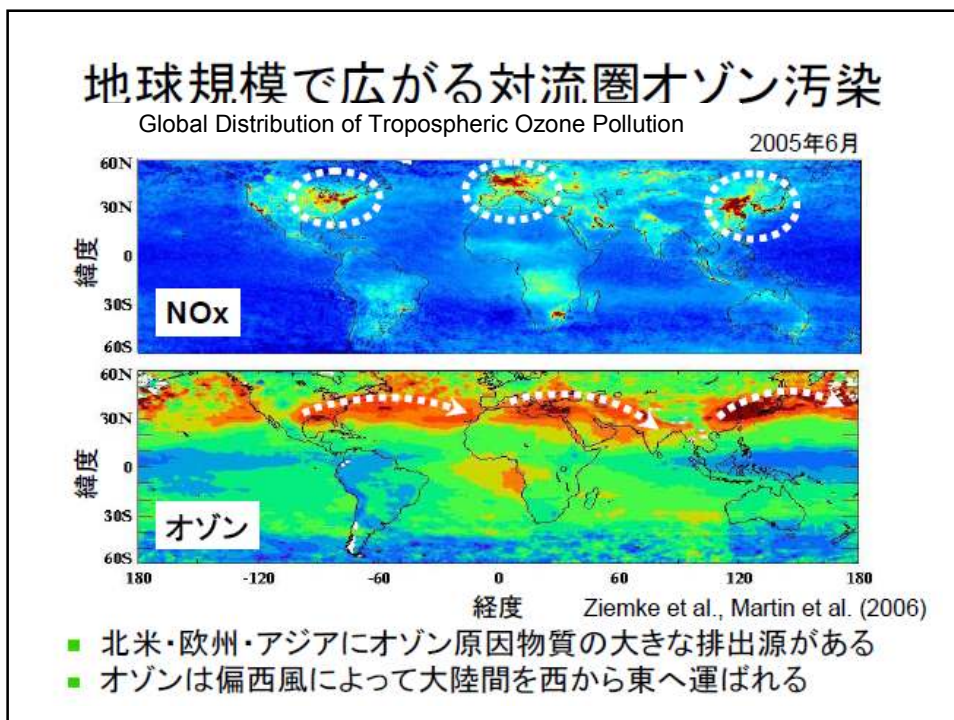 地球規模で広がる対流圏オゾン汚染
Global Distribution of Tropospheric Ozone Pollution
2005年6月
60N
30N
0
30S
60S
緯度
NOx
60N
30N
0
30S
60S
緯度
オゾン
180 -120 -60 0 60 120 180
経度 Ziemke et al., Martin et al. (2006)
■ 北米・欧州・アジアにオゾン原因物質の大きな排出源がある
■ オゾンは偏西風によって大陸間を西から東へ運ばれる